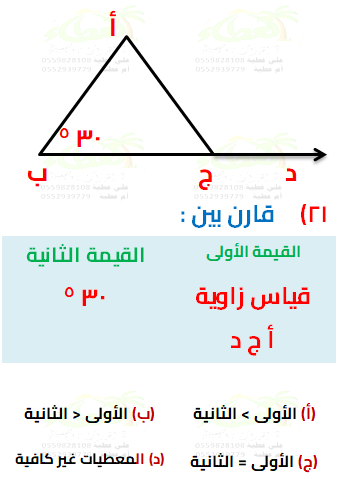 أ
٣٠ °
ب ج د
٢١) قارن بين :
القيمة الأولى القيمة الثانية
قياس زاوية ٣٠ °
أ ج د
(أ) الأولى > الثانية (ب) الأولى < الثانية
(ج) الأولى = الثانية (د) المعطيات غير كافية